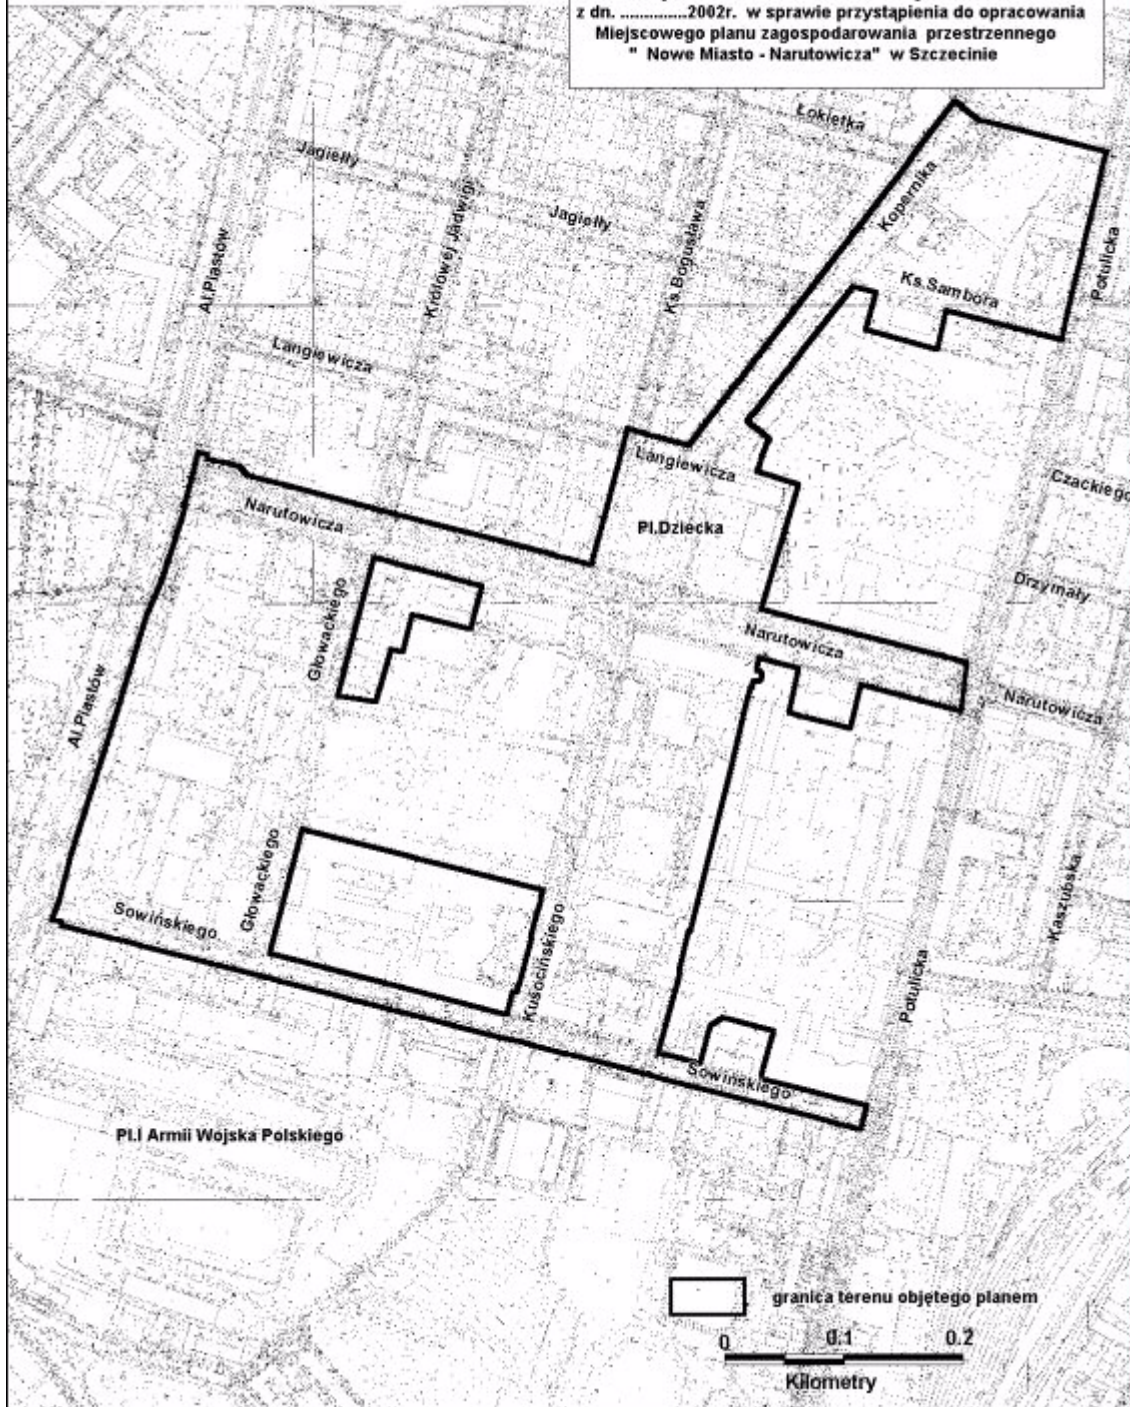 z dn. ...............2002r. w sprawie przystąpienia do opracowania
Miejscowego planu zagospodarowania przestrzennego
" Nowe Miasto - Narutowicza" w Szczecinie
Łokietka
Jagiełły
Kopernika
Królowej Jadwigi
Jagiełły
Ks.Bogusława
Al.Piastów
Potulicka
Ks.Sambora
Langiewicza
Langiewicza
Czackiego
Narutowicza
Pl.Dziecka
Drzymały
Głowackiego
Narutowicza
Narutowicza
Al.Piastów
Głowackiego
Kaszubska
Sowińskiego
Kusocińskiego
Potulicka
Sowińskiego
Pl.I Armii Wojska Polskiego
granica terenu objętego planem
0 0.1 0.2
Kilometry